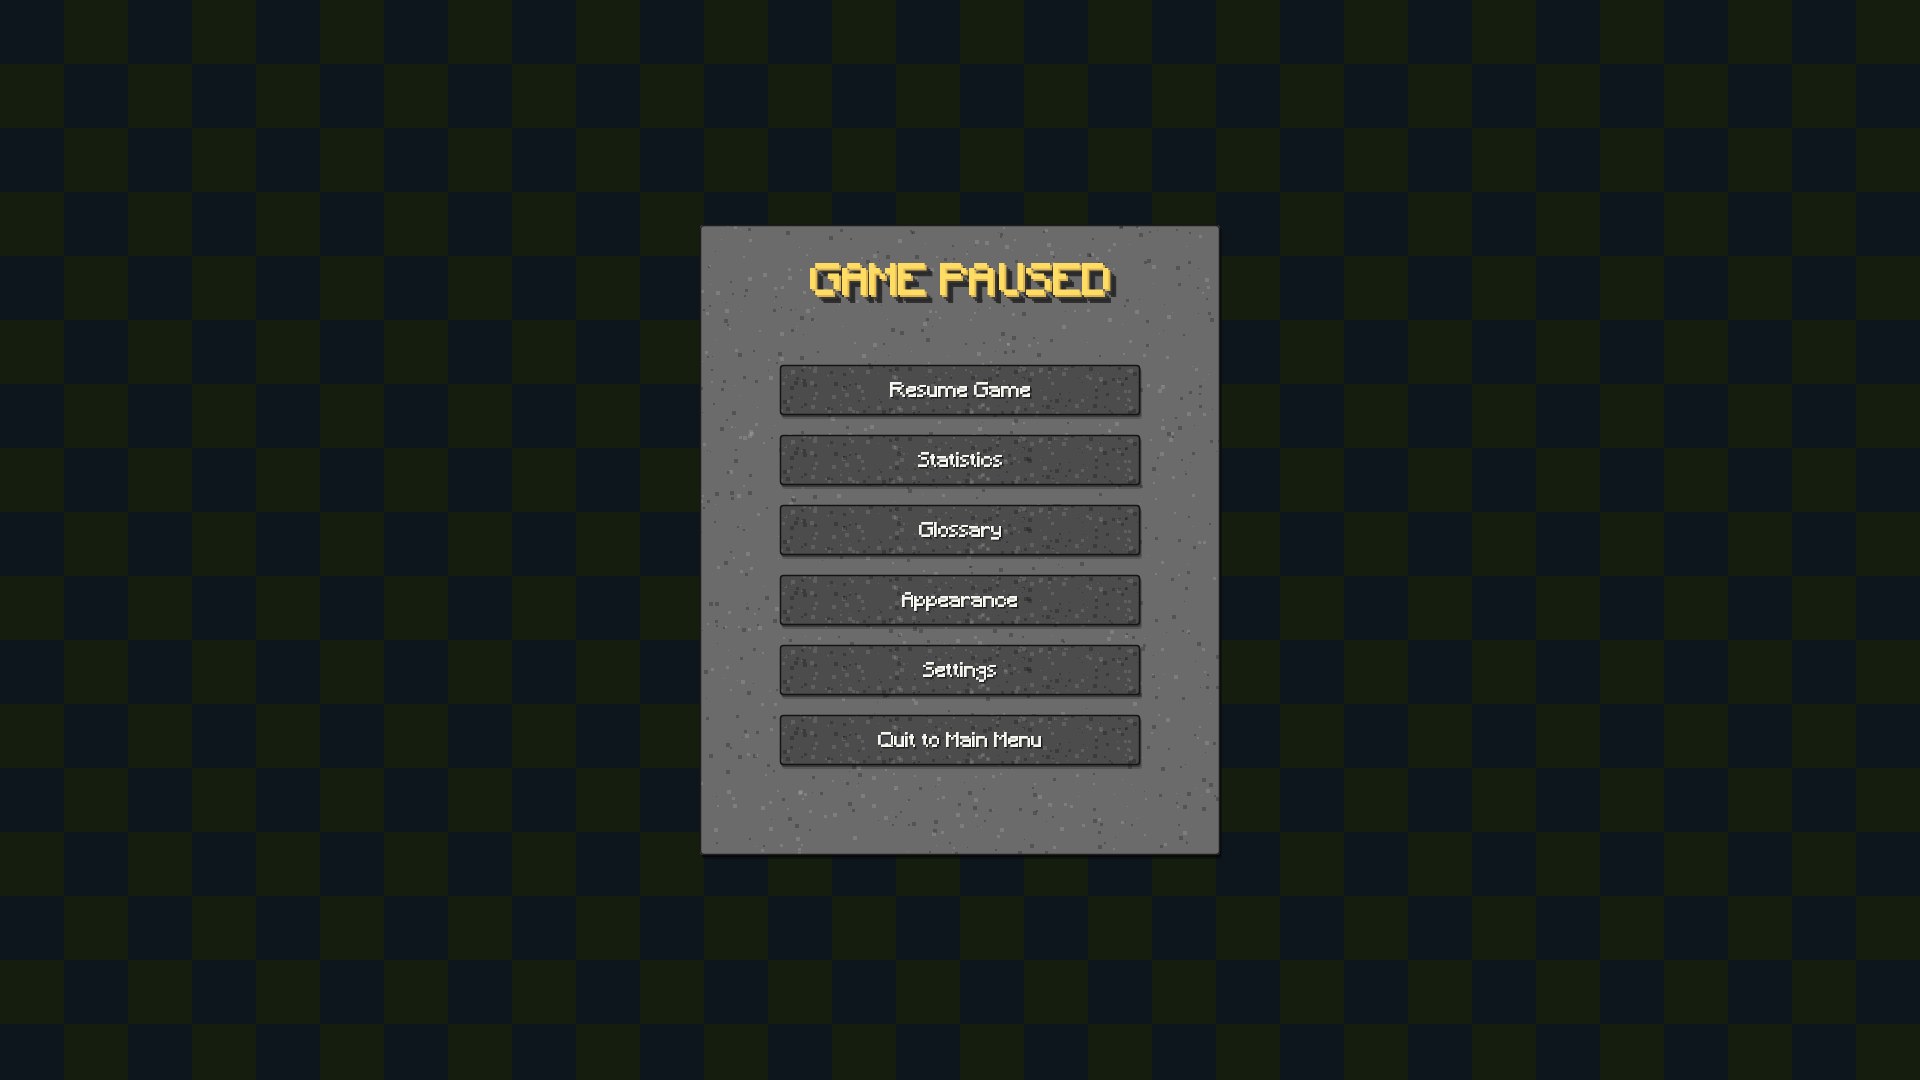 GAME PAUSED
Resume Game
Statistics
Glossary
Appearance
Settings
Quit to Main Menu